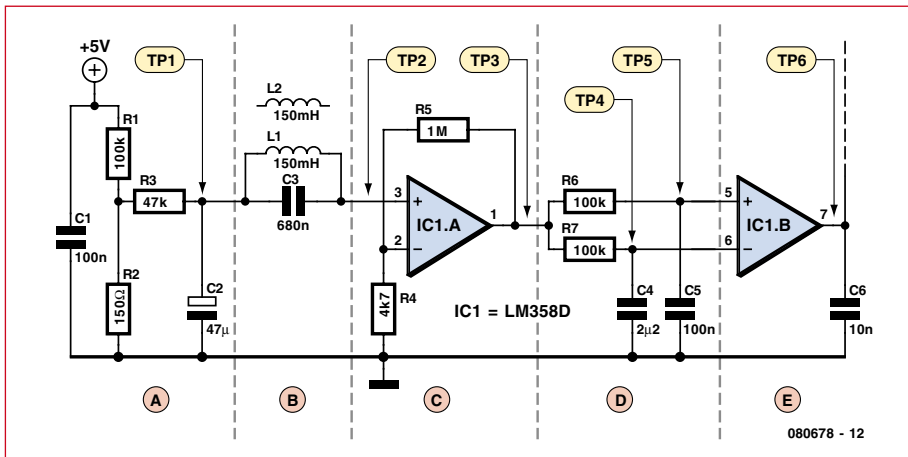 +5V
TP1
TP2
TP3
TP5
TP6
TP4
L2
150mH
L1
150mH
C3
680n
R1
100k
R3
47k
C1
100n
R2
150Ω
C2
47µ
R5
1M
3
+
IC1.A
1
2
–
R4
4k7
IC1 = LM358D
R6
100k
R7
100k
C4
2µ2
C5
100n
5
+
IC1.B
7
6
–
C6
10n
A
B
C
D
E
080678 - 12